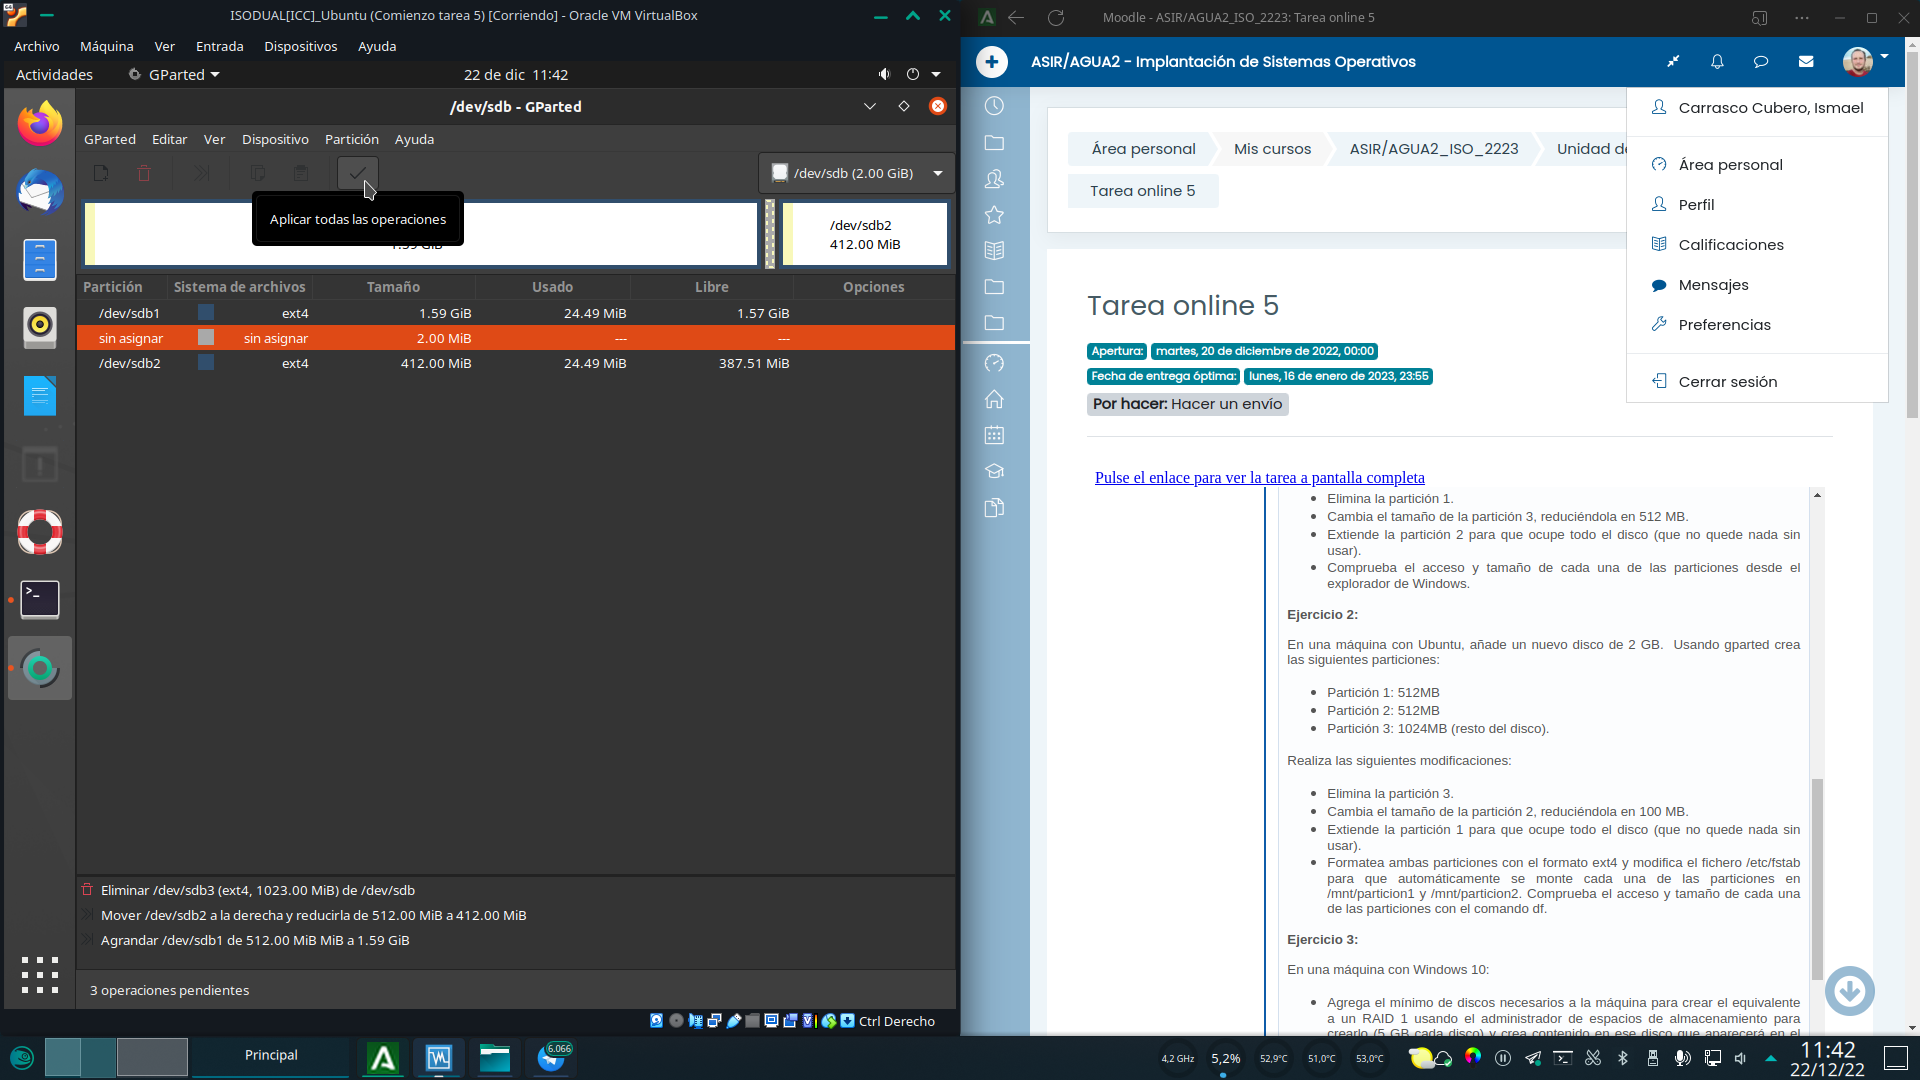 ISODUAL[ICC]_Ubuntu (Comienzo tarea 5) [Corriendo] - Oracle VM VirtualBox
Archivo Máquina Ver Entrada Dispositivos Ayuda
Actividades GParted 22 de dic 11:42
/dev/sdb - GParted
GParted Editar Ver Dispositivo Partición Ayuda
/dev/sdb (2.00 GiB)
Aplicar todas las operaciones
1.59 GiB
/dev/sdb2
412.00 MiB
Partición Sistema de archivos Tamaño Usado Libre Opciones
/dev/sdb1 ext4 1.59 GiB 24.49 MiB 1.57 GiB
sin asignar sin asignar 2.00 MiB --- ---
/dev/sdb2 ext4 412.00 MiB 24.49 MiB 387.51 MiB
Eliminar /dev/sdb3 (ext4, 1023.00 MiB) de /dev/sdb
Mover /dev/sdb2 a la derecha y reducirla de 512.00 MiB a 412.00 MiB
Agrandar /dev/sdb1 de 512.00 MiB MiB a 1.59 GiB
3 operaciones pendientes
Ctrl Derecho
Moodle - ASIR/AGUA2_ISO_2223: Tarea online 5
ASIR/AGUA2 - Implantación de Sistemas Operativos
Área personal Mis cursos ASIR/AGUA2_ISO_2223 Unidad de
Tarea online 5
Carrasco Cubero, Ismael
Área personal
Perfil
Calificaciones
Mensajes
Preferencias
Cerrar sesión
Tarea online 5
Apertura: martes, 20 de diciembre de 2022, 00:00
Fecha de entrega óptima: lunes, 16 de enero de 2023, 23:55
Por hacer: Hacer un envío
Pulse el enlace para ver la tarea a pantalla completa
Elimina la partición 1.
Cambia el tamaño de la partición 3, reduciéndola en 512 MB.
Extiende la partición 2 para que ocupe todo el disco (que no quede nada sin
usar).
Comprueba el acceso y tamaño de cada una de las particiones desde el
explorador de Windows.
Ejercicio 2:
En una máquina con Ubuntu, añade un nuevo disco de 2 GB. Usando gparted crea
las siguientes particiones:
Partición 1: 512MB
Partición 2: 512MB
Partición 3: 1024MB (resto del disco).
Realiza las siguientes modificaciones:
Elimina la partición 3.
Cambia el tamaño de la partición 2, reduciéndola en 100 MB.
Extiende la partición 1 para que ocupe todo el disco (que no quede nada sin
usar).
Formatea ambas particiones con el formato ext4 y modifica el fichero /etc/fstab
para que automáticamente se monte cada una de las particiones en
/mnt/particion1 y /mnt/particion2. Comprueba el acceso y tamaño de cada una
de las particiones con el comando df.
Ejercicio 3:
En una máquina con Windows 10:
Agrega el mínimo de discos necesarios a la máquina para crear el equivalente
a un RAID 1 usando el administrador de espacios de almacenamiento para
crearlo (5 GB cada disco) y crea contenido en ese disco que aparecerá en el
Principal
6.066
4,2 GHz 5,2% 52,9°C 51,0°C 53,0°C
11:42
22/12/22